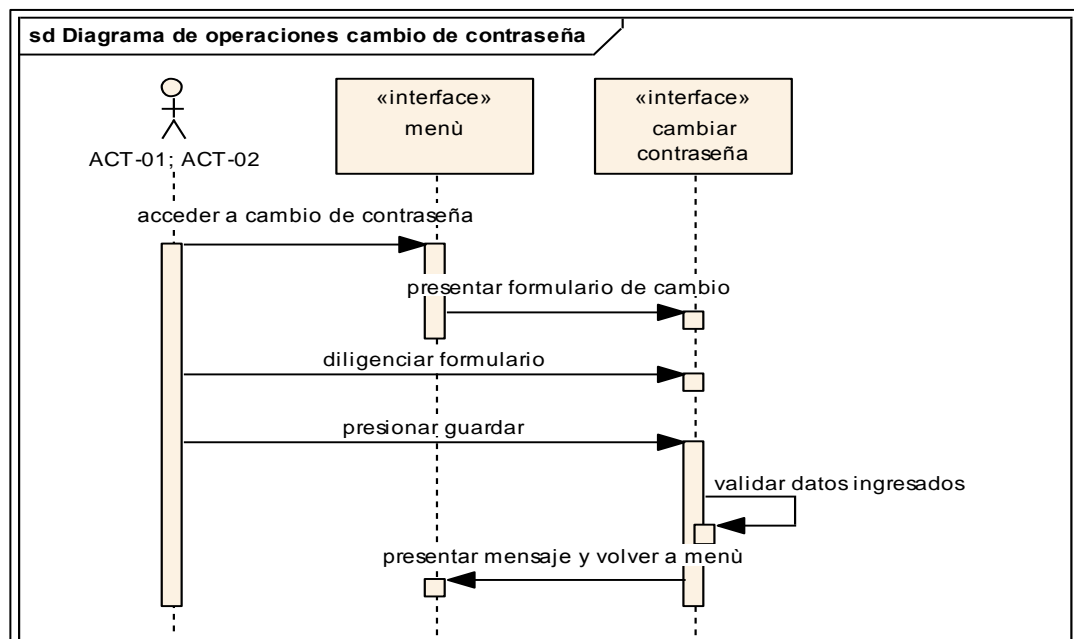 sd Diagrama de operaciones cambio de contraseña
«interface»
menù
«interface»
cambiar
contraseña
ACT-01; ACT-02
acceder a cambio de contraseña
presentar formulario de cambio
diligenciar formulario
presionar guardar
validar datos ingresados
presentar mensaje y volver a menù